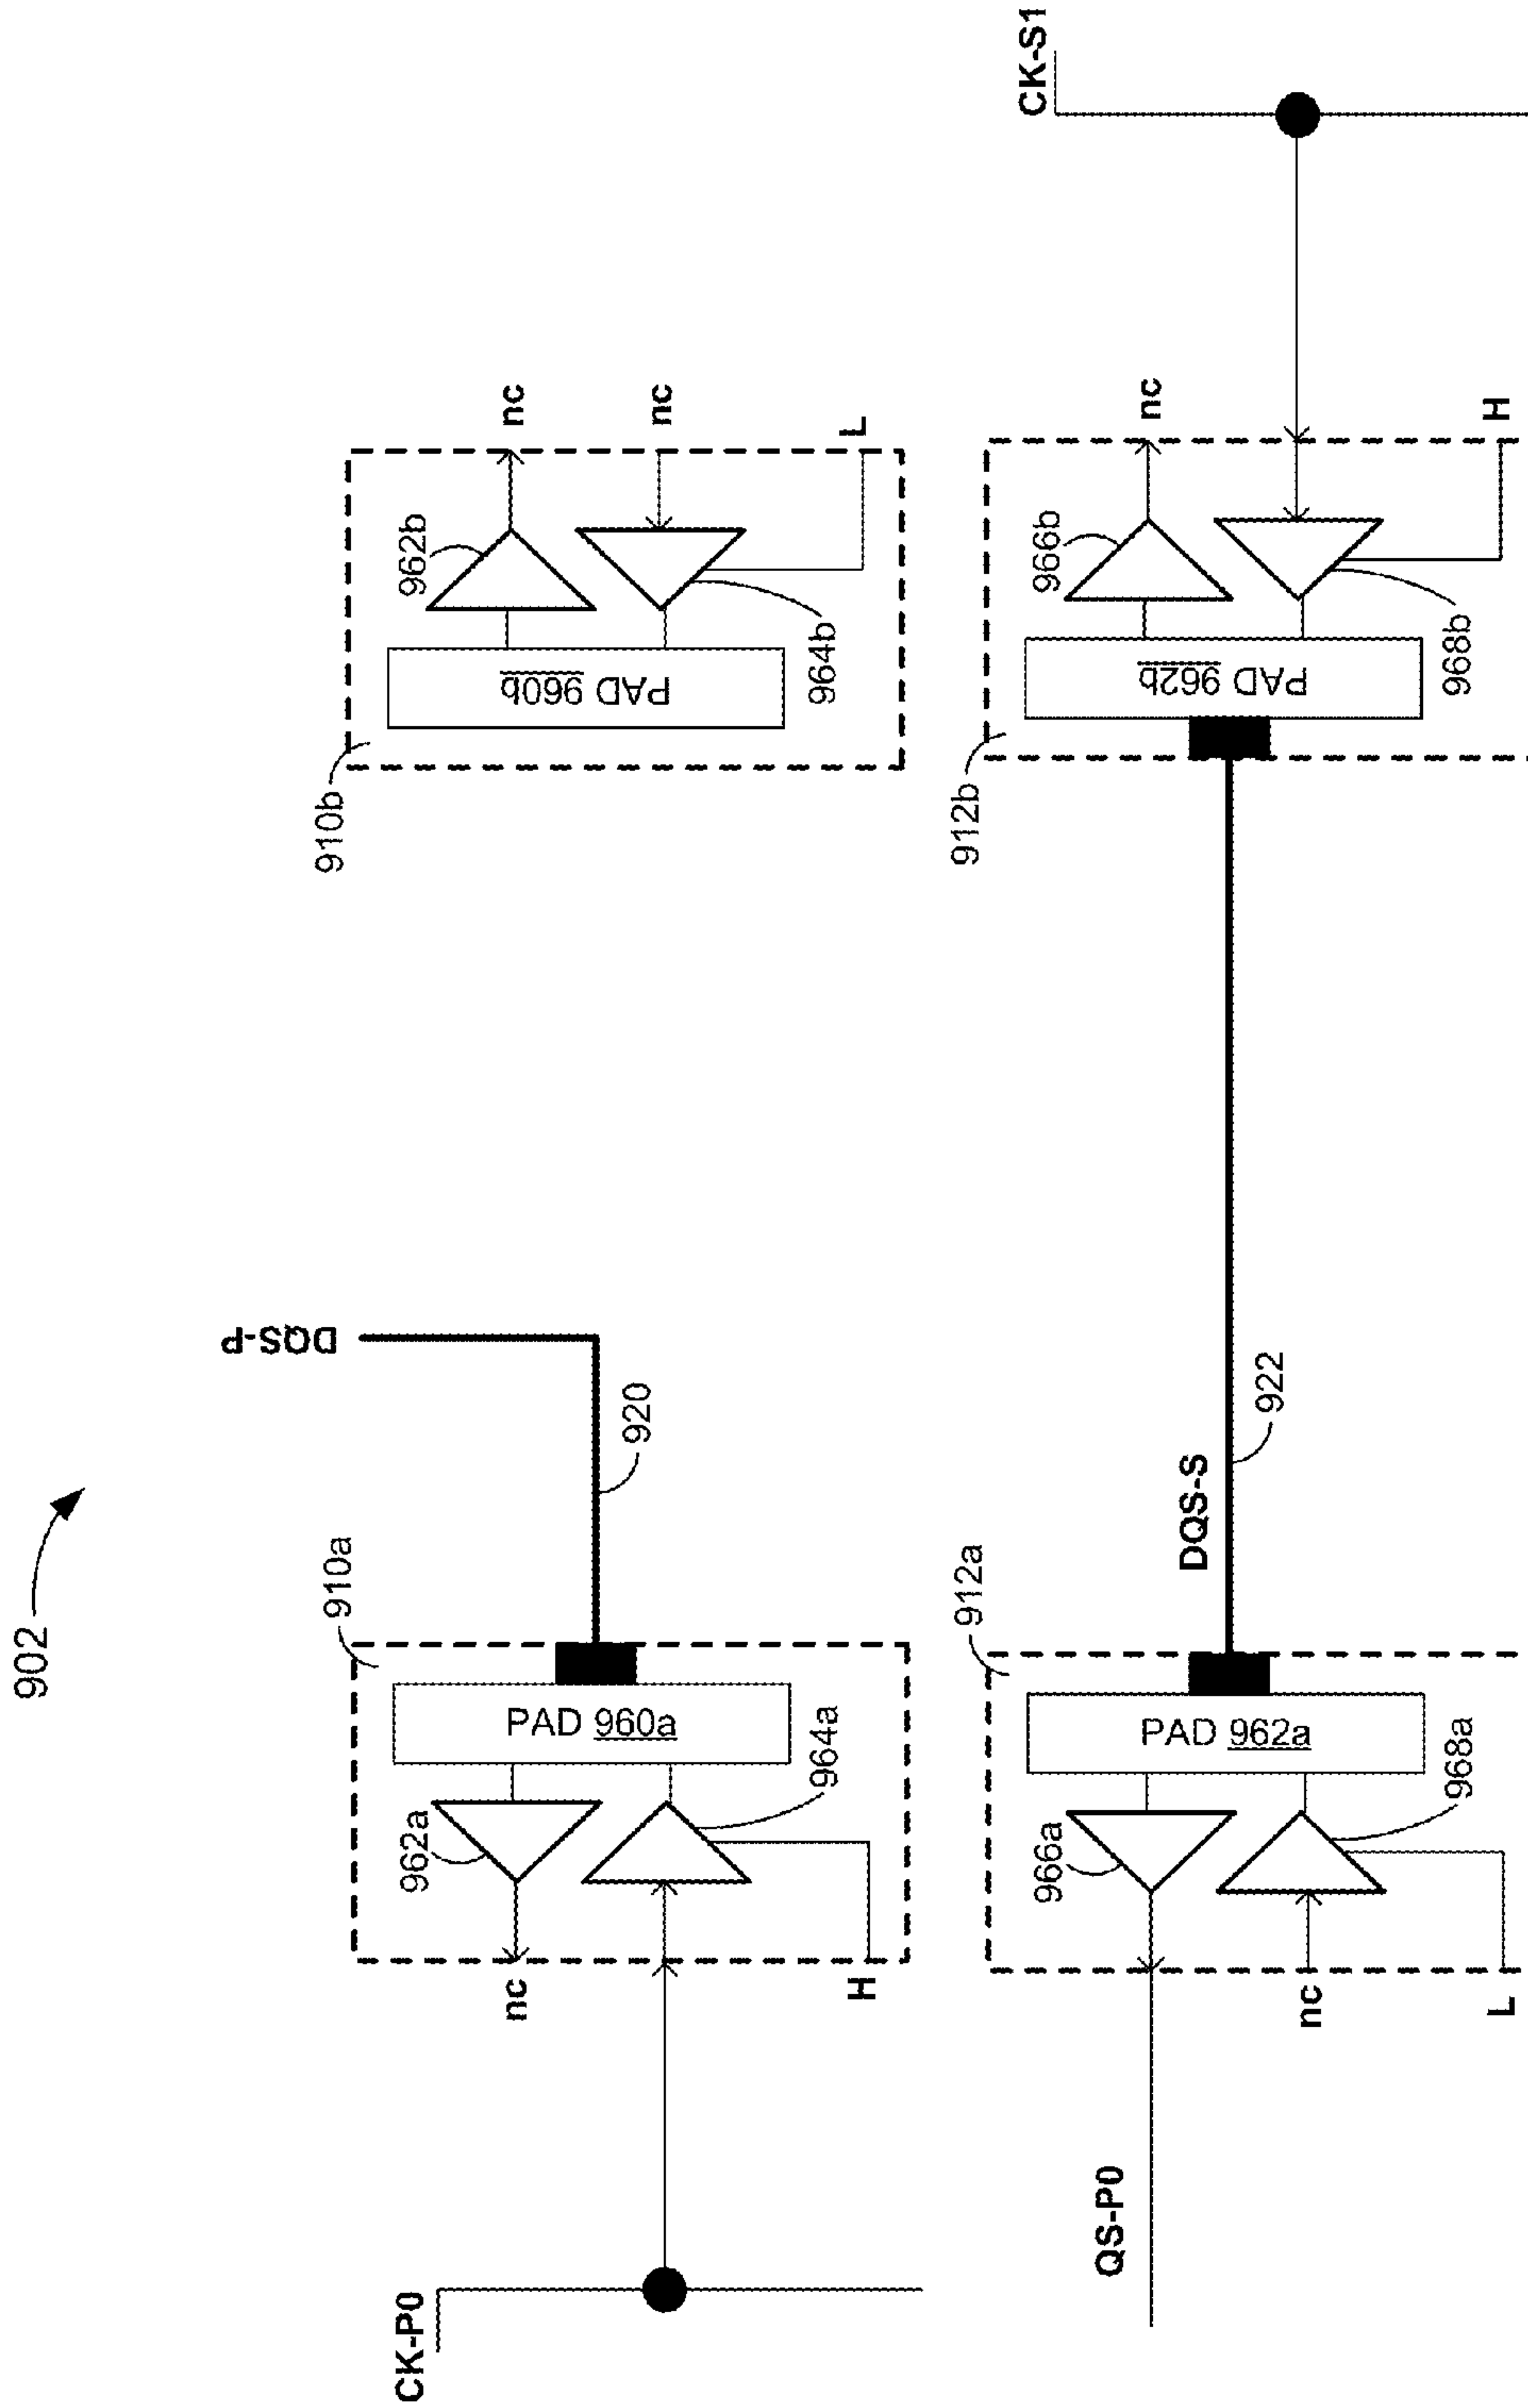 902
DQS-P
920
910a
PAD 960a
962a
964a
nc
H
CK-P0
910b
PAD 960b
962b
964b
nc
nc
L
DQS-S
922
912a
PAD 962a
966a
968a
QS-P0
nc
L
912b
PAD 962b
966b
968b
nc
H
CK-S1